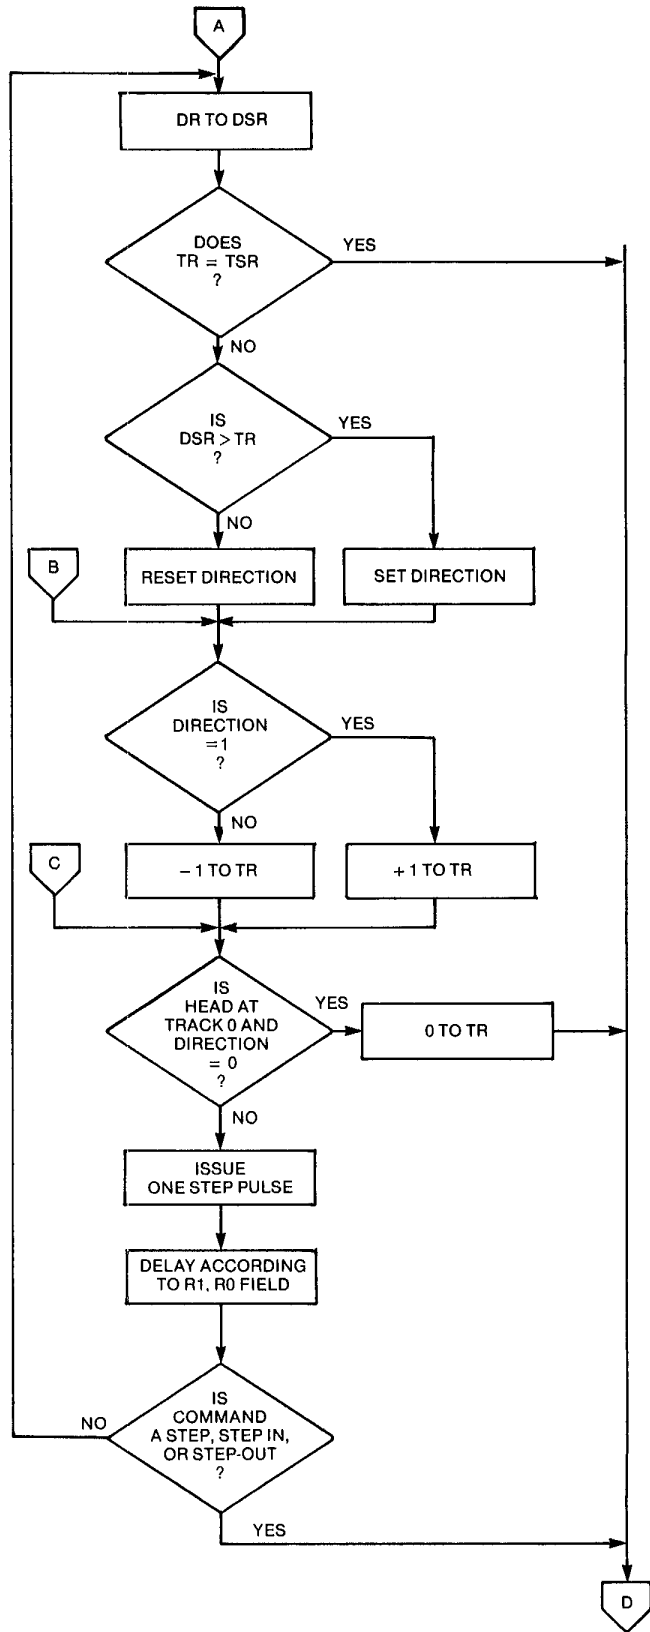 A
DR TO DSR
DOES
TR = TSR
?
YES
NO
IS
DSR > TR
?
YES
NO
B
RESET DIRECTION
SET DIRECTION
IS
DIRECTION
=1
?
YES
NO
C
– 1 TO TR
+ 1 TO TR
IS
HEAD AT
TRACK 0 AND
DIRECTION
= 0
?
YES
0 TO TR
NO
ISSUE
ONE STEP PULSE
DELAY ACCORDING
TO R1, R0 FIELD
IS
COMMAND
A STEP, STEP IN,
OR STEP-OUT
?
NO
YES
D